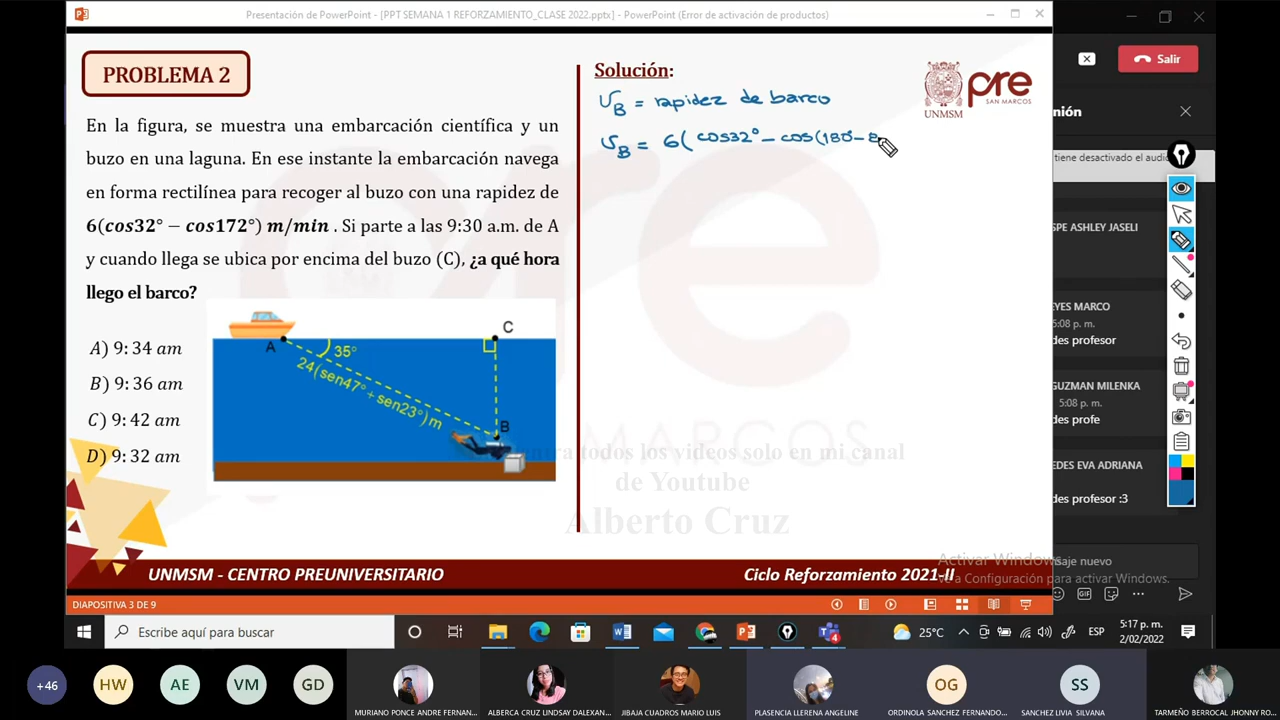 Presentación de PowerPoint - [PPT SEMANA 1 REFORZAMIENTO_CLASE 2022.pptx] - PowerPoint (Error de activación de productos)
PROBLEMA 2
En la figura, se muestra una embarcación científica y un
buzo en una laguna. En ese instante la embarcación navega
en forma rectilínea para recoger al buzo con una rapidez de
6(cos32° − cos172°) m/min . Si parte a las 9:30 a.m. de A
y cuando llega se ubica por encima del buzo (C), ¿a qué hora
llego el barco?
A) 9: 34 am
B) 9: 36 am
C) 9: 42 am
D) 9: 32 am
A
35°
C
24(sen47° + sen23°)m
B
Solución:
υB = rapidez de barco
υB = 6( cos32° − cos(180° − 8
UNMSM
pre
SAN MARCOS
pre
MARCOS
todos los videos solo en mi canal
de Youtube
Alberto Cruz
UNMSM - CENTRO PREUNIVERSITARIO
Ciclo Reforzamiento 2021-II
DIAPOSITIVA 3 DE 9
Salir
nión
tiene desactivado el audio
SPE ASHLEY JASELI
EYES MARCO
5:08 p. m.
des profesor
GUZMAN MILENKA
5:08 p. m.
des profe
EDES EVA ADRIANA
des profesor :3
saje nuevo
Activar Windows
Ve a Configuración para activar Windows.
GIF
Escribe aquí para buscar
4
25°C
ESP
5:17 p. m.
2/02/2022
+46
HW
AE
VM
GD
OG
SS
MURIANO PONCE ANDRE FERNAN...
ALBERCA CRUZ LINDSAY DALEXAN...
JIBAJA CUADROS MARIO LUIS
PLASENCIA LLERENA ANGELINE
ORDINOLA SANCHEZ FERNANDO...
SANCHEZ LIVIA SILVANA
TARMEÑO BERROCAL JHONNY RO...